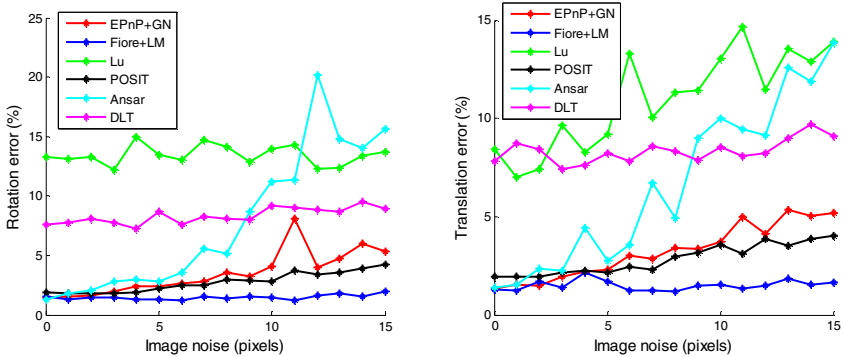 25
20
15
10
5
0
0 5 10 15
Rotation error (%)
Image noise (pixels)
EPnP+GN
Fiore+LM
Lu
POSIT
Ansar
DLT
15
10
5
0
0 5 10 15
Translation error (%)
Image noise (pixels)
EPnP+GN
Fiore+LM
Lu
POSIT
Ansar
DLT